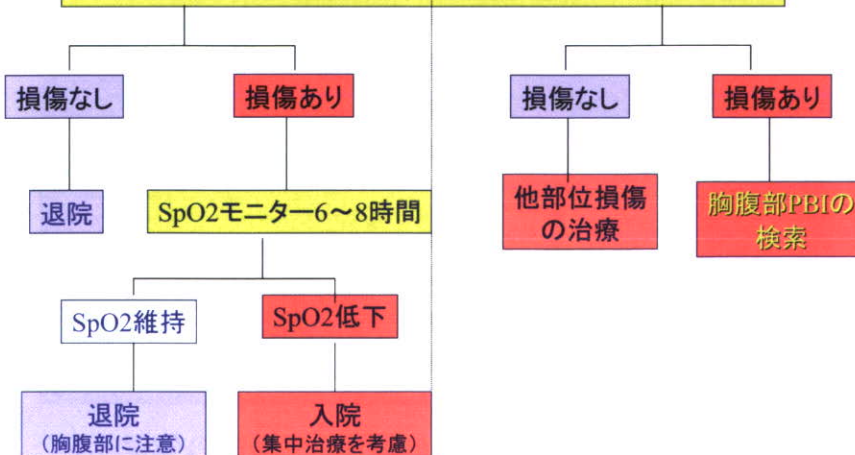 損傷なし
損傷あり
損傷なし
損傷あり
退院
SpO2モニター6~8時間
他部位損傷
の治療
胸腹部PBIの
検索
SpO2維持
SpO2低下
退院
(胸腹部に注意)
入院
(集中治療を考慮)